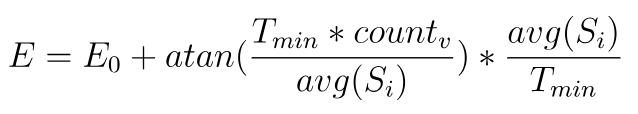 E = E_0 + atan(\frac{T_{min} * count_v}{avg(S_i)}) * \frac{avg(S_i)}{T_{min}}